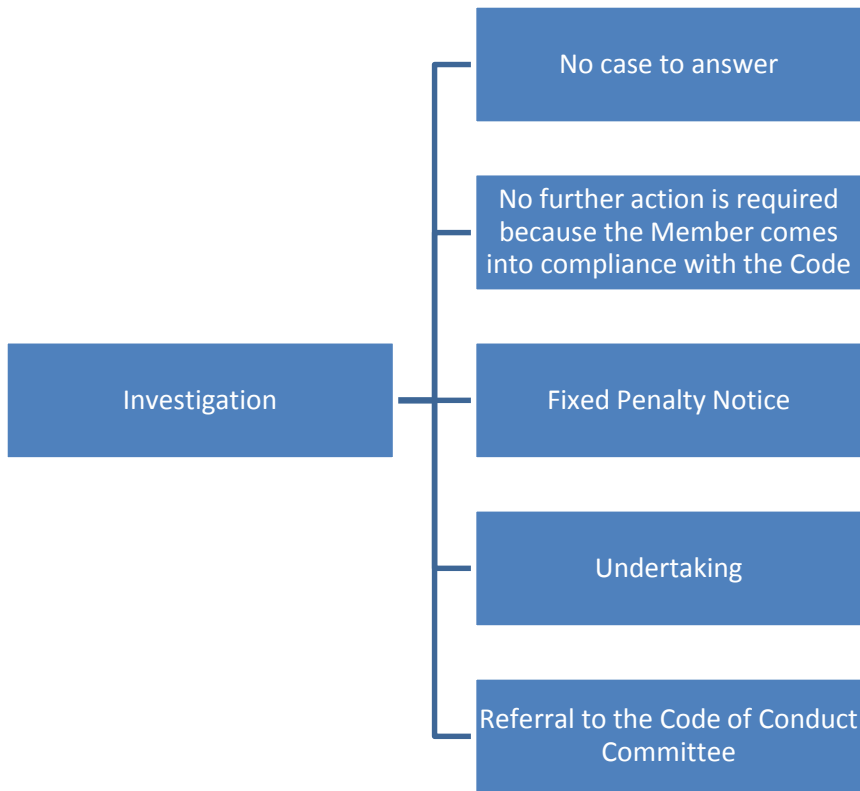 No case to answer
No further action is required
because the Member comes
into compliance with the Code
Investigation
Fixed Penalty Notice
Undertaking
Referral to the Code of Conduct
Committee